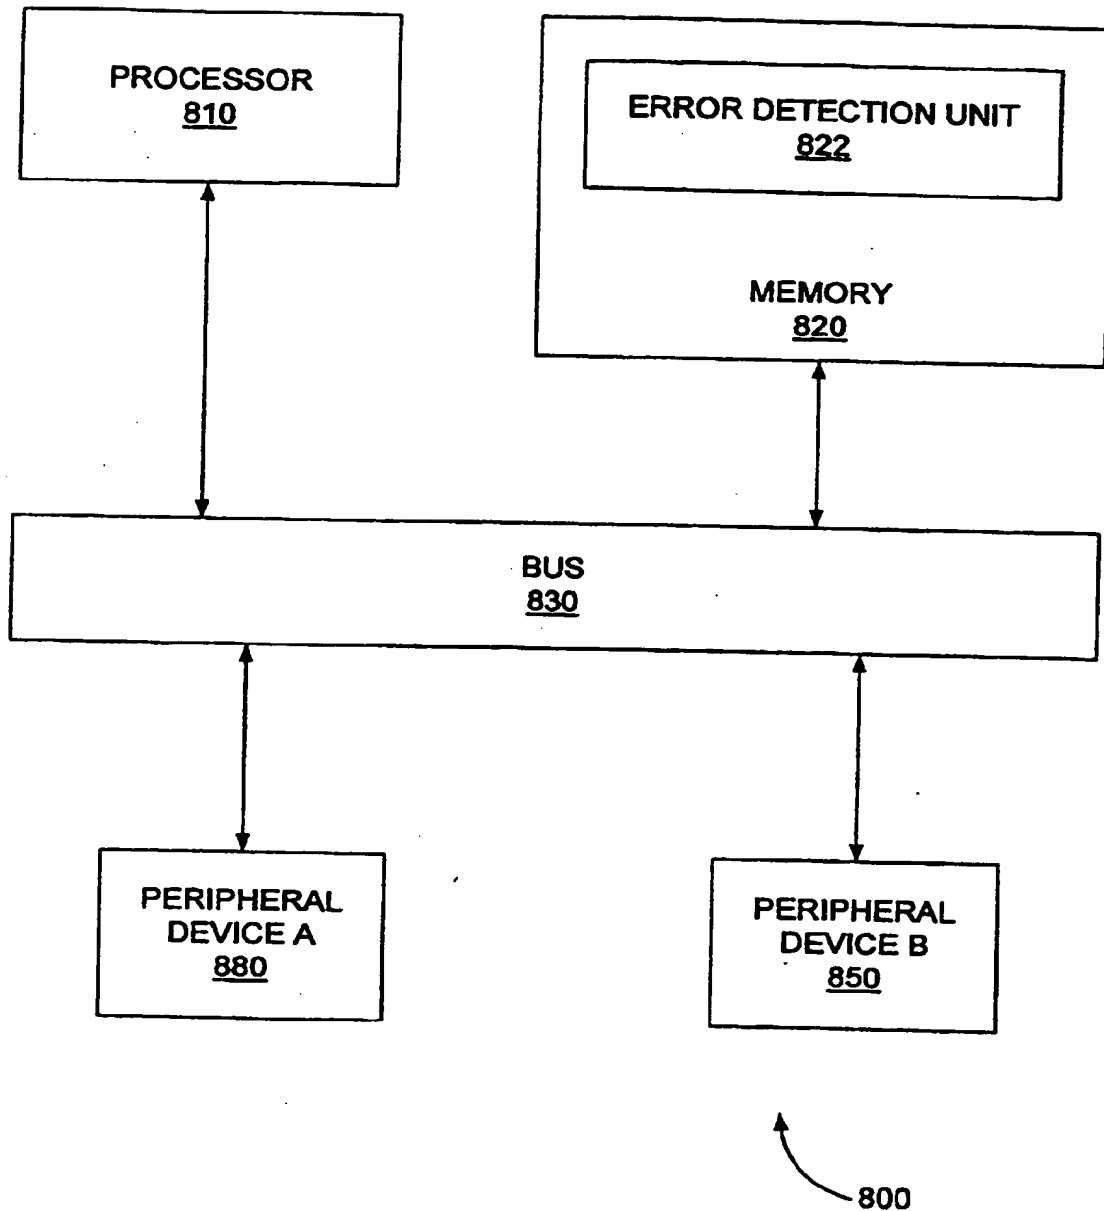 PROCESSOR
810
ERROR DETECTION UNIT
822
MEMORY
820
BUS
830
PERIPHERAL
DEVICE A
880
PERIPHERAL
DEVICE B
850
800